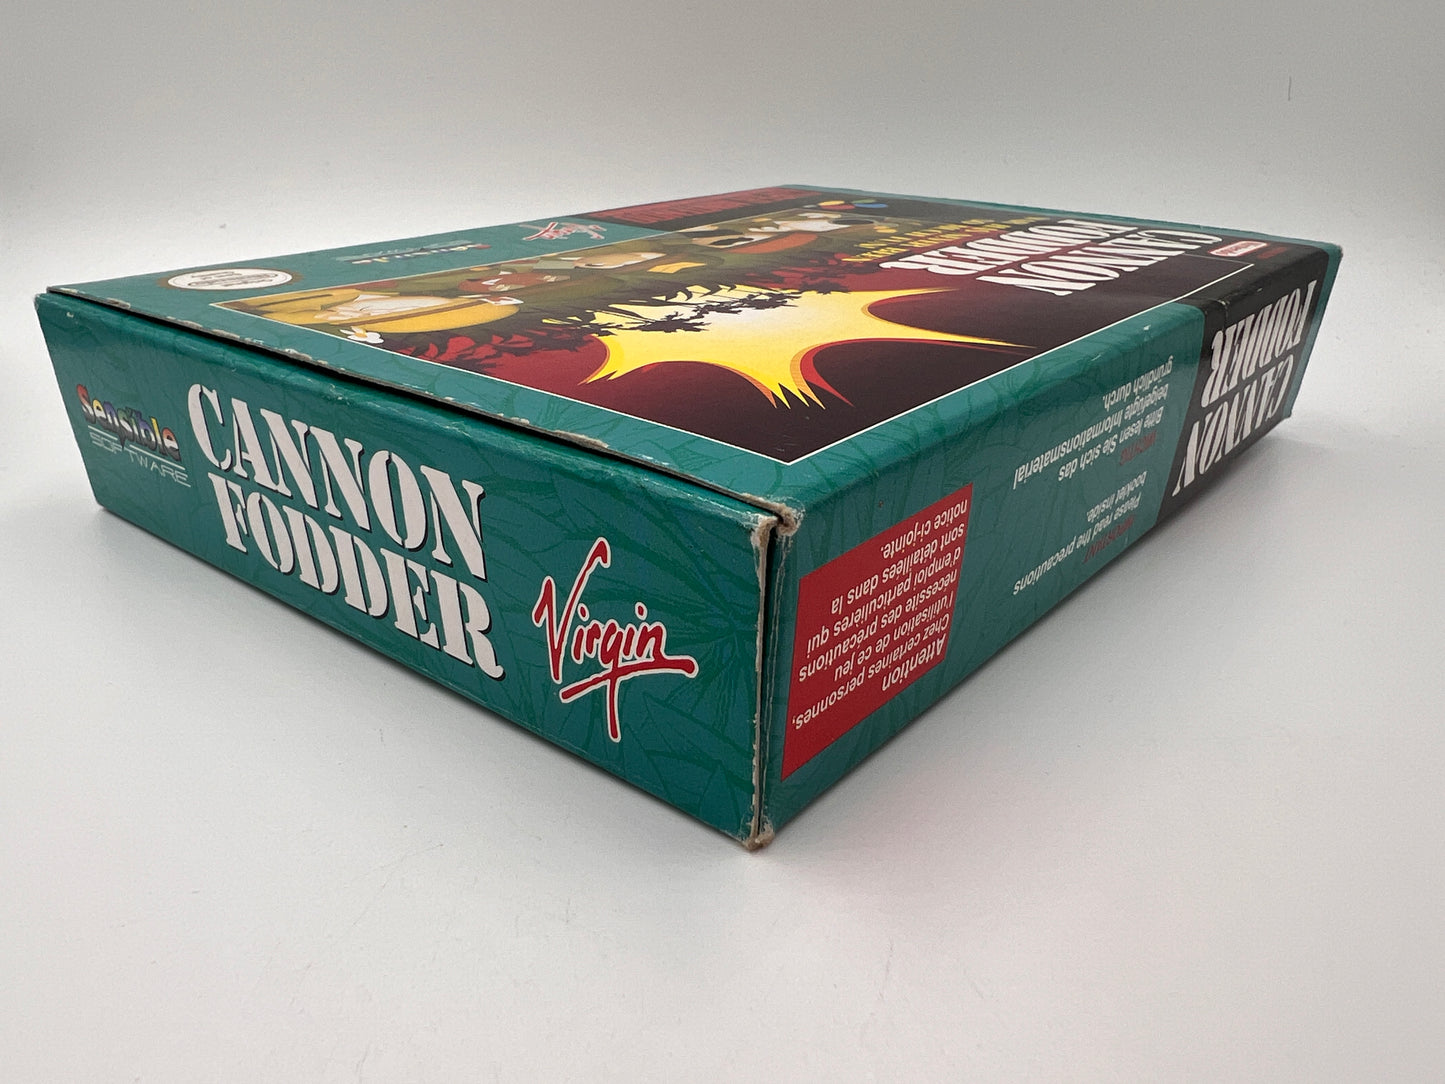 Sensible
SOFTWARE
CANNON
FODDER
Virgin
CANNON
FODDER
Attention
Chez certaines personnes,
l'utilisation de ce jeu
nécessite des précautions
d'emploi particulières qui
sont détaillées dans la
notice ci-jointe.
IMPORTANT
Please read the precautions
booklet inside.
WICHTIG
Bitte lesen Sie sich das
beigefügte Informationsmaterial
gründlich durch.
CANNON
FODDER